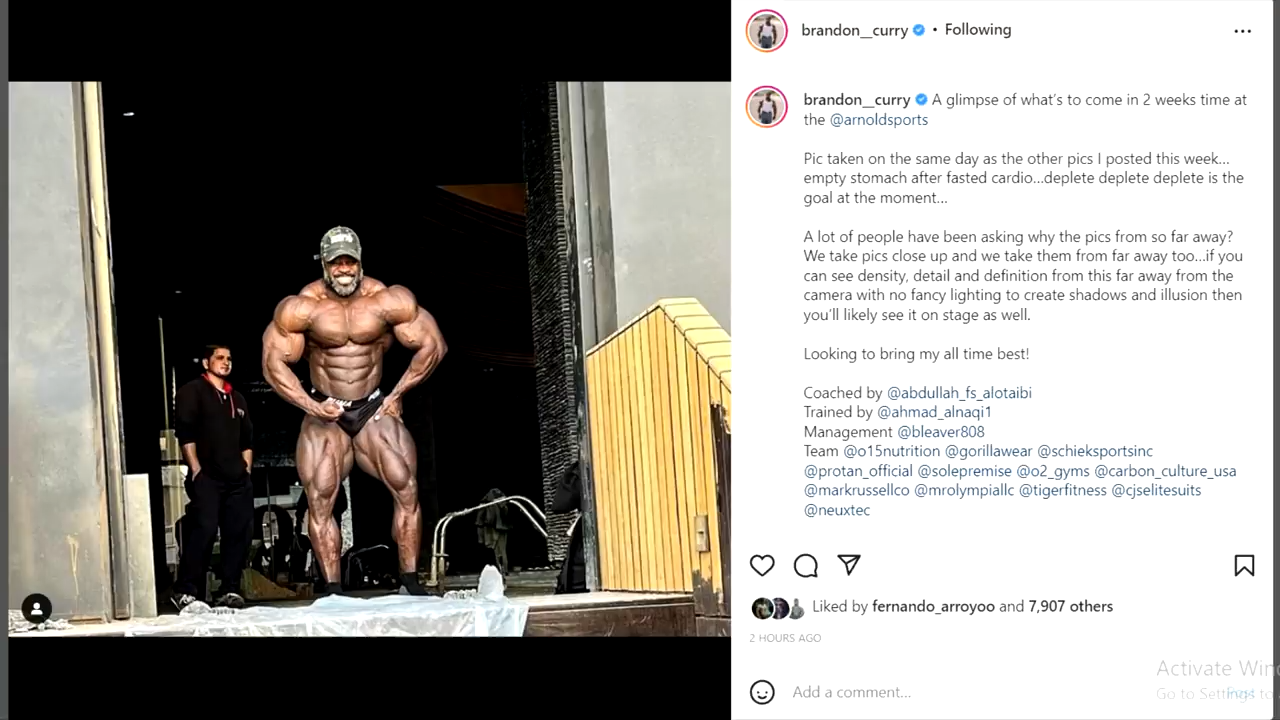 brandon__curry • Following
brandon__curry A glimpse of what's to come in 2 weeks time at
the @arnoldsports
Pic taken on the same day as the other pics I posted this week...
empty stomach after fasted cardio...deplete deplete deplete is the
goal at the moment...
A lot of people have been asking why the pics from so far away?
We take pics close up and we take them from far away too...if you
can see density, detail and definition from this far away from the
camera with no fancy lighting to create shadows and illusion then
you'll likely see it on stage as well.
Looking to bring my all time best!
Coached by @abdullah_fs_alotaibi
Trained by @ahmad_alnaqi1
Management @bleaver808
Team @o15nutrition @gorillawear @schieksportsinc
@protan_official @solepremise @o2_gyms @carbon_culture_usa
@markrussellco @mrolympiallc @tigerfitness @cjselitesuits
@neuxtec
Liked by fernando_arroyoo and 7,907 others
2 HOURS AGO
Activate Win
Add a comment...
Go to Settings to
Post